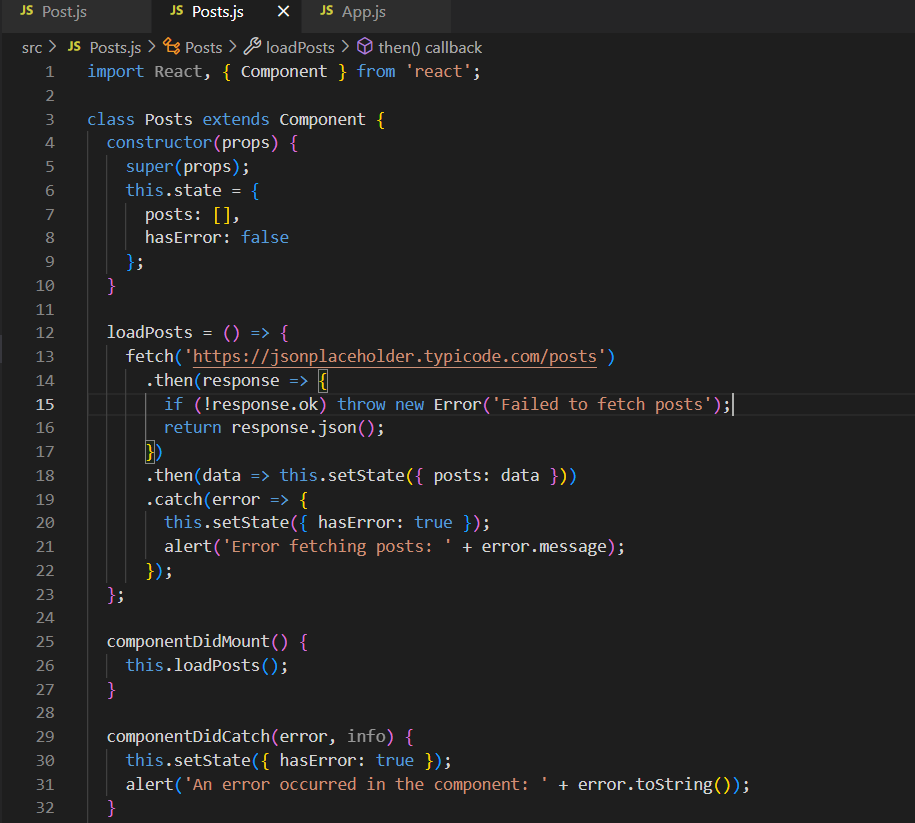 JS Post.js JS Posts.js × JS App.js
src > JS Posts.js > Posts > loadPosts > then() callback
1 import React, { Component } from 'react';
2
3 class Posts extends Component {
4   constructor(props) {
5     super(props);
6     this.state = {
7       posts: [],
8       hasError: false
9     };
10   }
11
12   loadPosts = () => {
13     fetch('https://jsonplaceholder.typicode.com/posts')
14       .then(response => {
15         if (!response.ok) throw new Error('Failed to fetch posts');
16         return response.json();
17       })
18       .then(data => this.setState({ posts: data }))
19       .catch(error => {
20         this.setState({ hasError: true });
21         alert('Error fetching posts: ' + error.message);
22       });
23   };
24
25   componentDidMount() {
26     this.loadPosts();
27   }
28
29   componentDidCatch(error, info) {
30     this.setState({ hasError: true });
31     alert('An error occurred in the component: ' + error.toString());
32   }